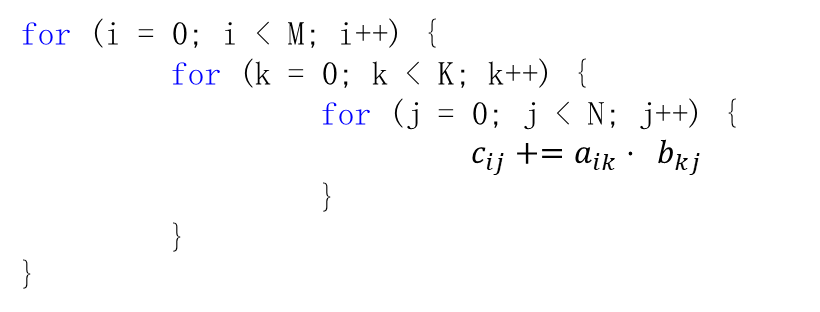 for (i = 0; i < M; i++) {
for (k = 0; k < K; k++) {
for (j = 0; j < N; j++) {
c_{ij} += a_{ik} · b_{kj}
}
}
}